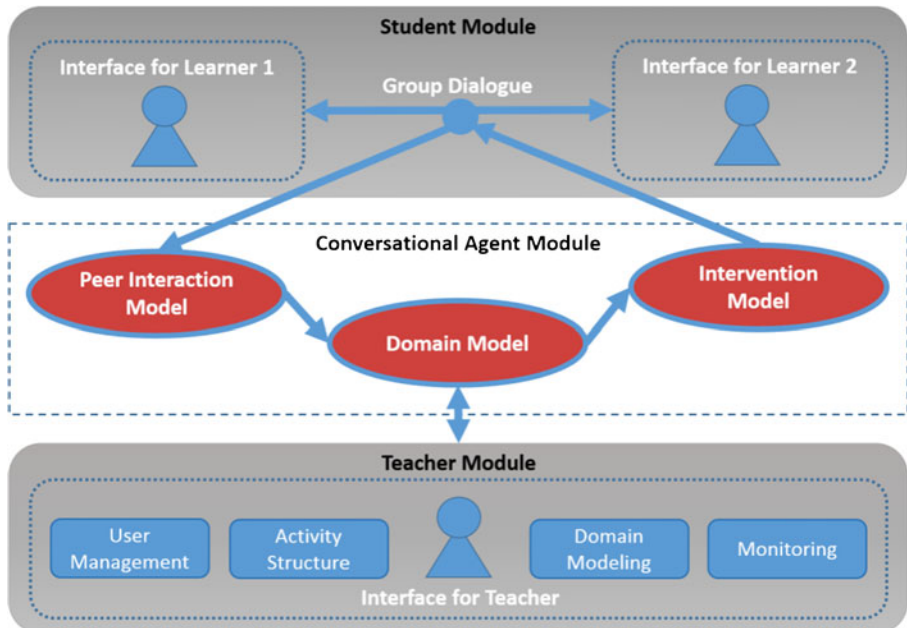 Student Module
Interface for Learner 1
Interface for Learner 2
Group Dialogue
Conversational Agent Module
Peer Interaction
Model
Intervention
Model
Domain Model
Teacher Module
User
Management
Activity
Structure
Domain
Modeling
Monitoring
Interface for Teacher